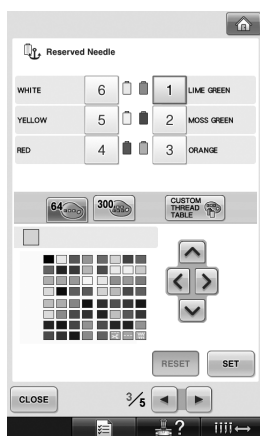 Reserved Needle
WHITE 6 1 LIME GREEN
YELLOW 5 2 MOSS GREEN
RED 4 3 ORANGE
64 300 CUSTOM
THREAD
TABLE
RESET SET
CLOSE 3/5
?